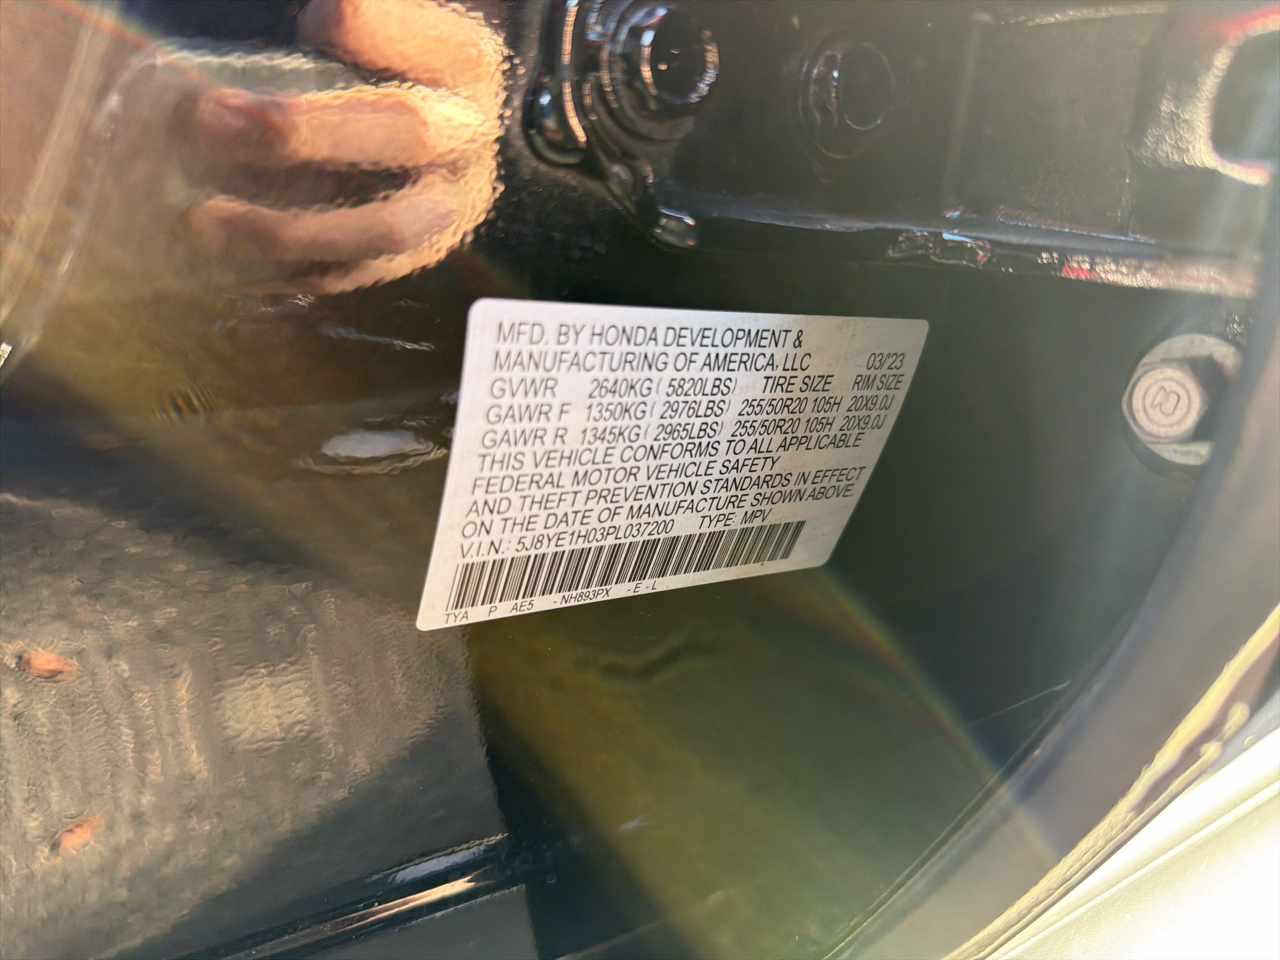 MFD. BY HONDA DEVELOPMENT &
MANUFACTURING OF AMERICA, LLC 03/23
GVWR 2640KG ( 5820LBS) TIRE SIZE RIM SIZE
GAWR F 1350KG ( 2976LBS) 255/50R20 105H 20X9.0J
GAWR R 1345KG ( 2965LBS) 255/50R20 105H 20X9.0J
THIS VEHICLE CONFORMS TO ALL APPLICABLE
FEDERAL MOTOR VEHICLE SAFETY
AND THEFT PREVENTION STANDARDS IN EFFECT
ON THE DATE OF MANUFACTURE SHOWN ABOVE.
V.I.N.: 5J8YE1H03PL037200 TYPE: MPV
TYA P AE5 -NH893PX -E-L